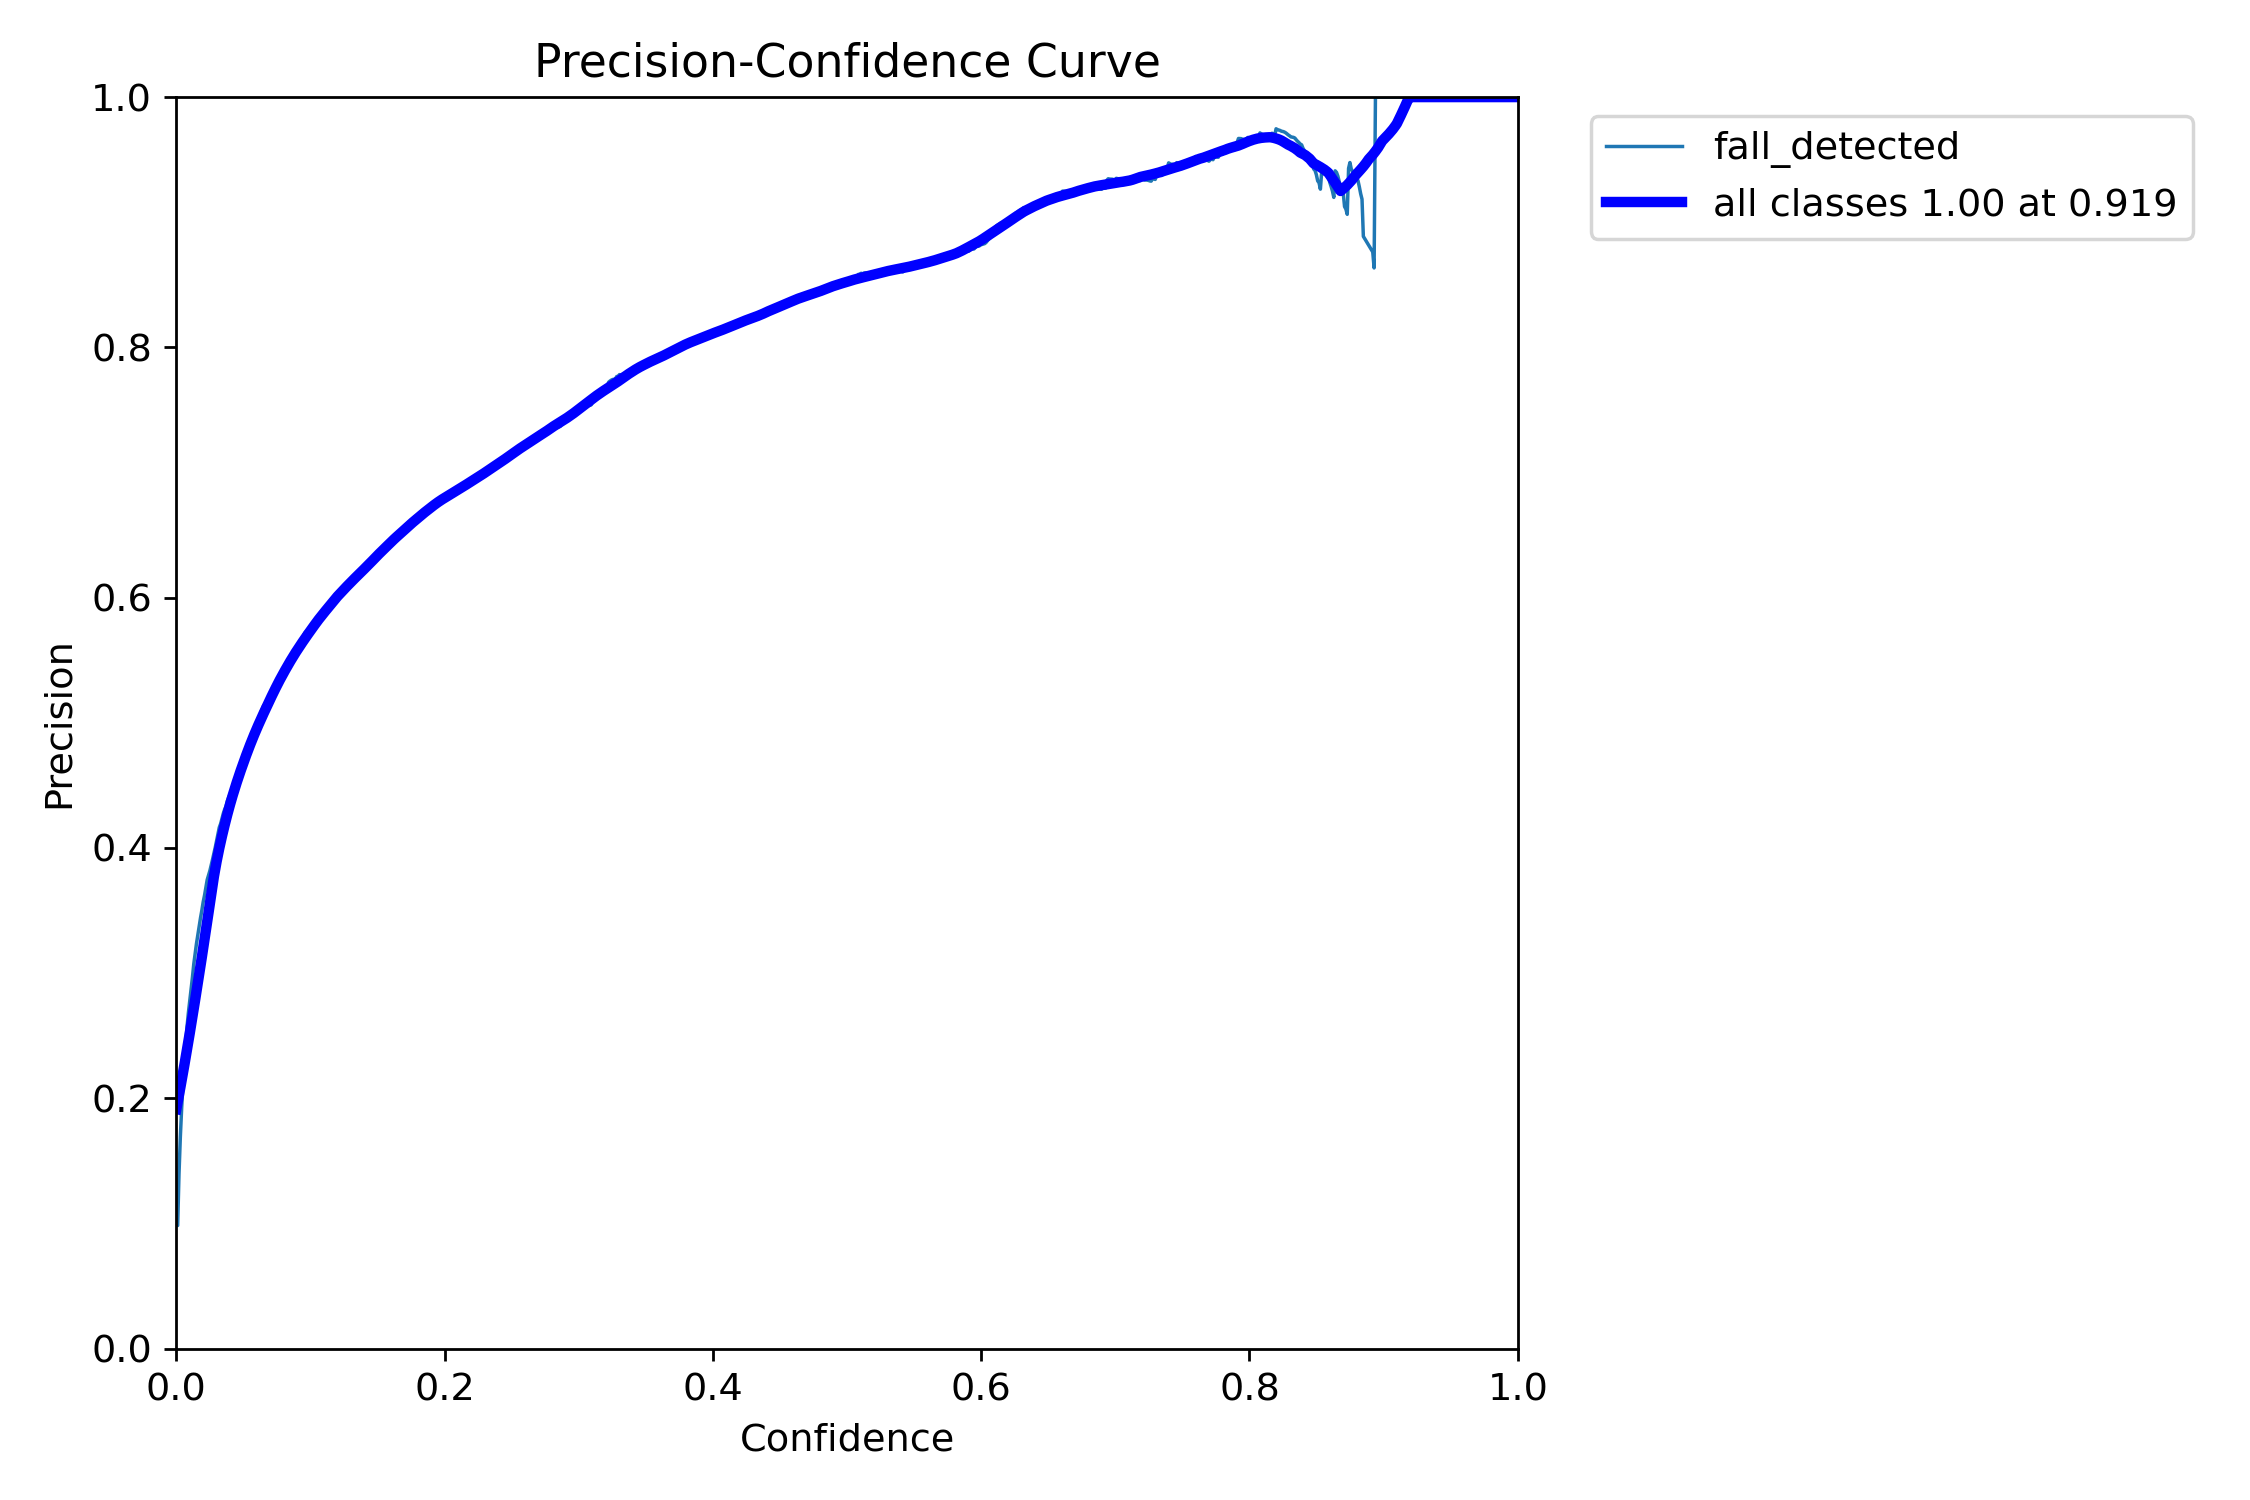 Precision-Confidence Curve
1.0
0.8
0.6
0.4
0.2
0.0
Precision
0.0 0.2 0.4 0.6 0.8 1.0
Confidence
fall_detected
all classes 1.00 at 0.919